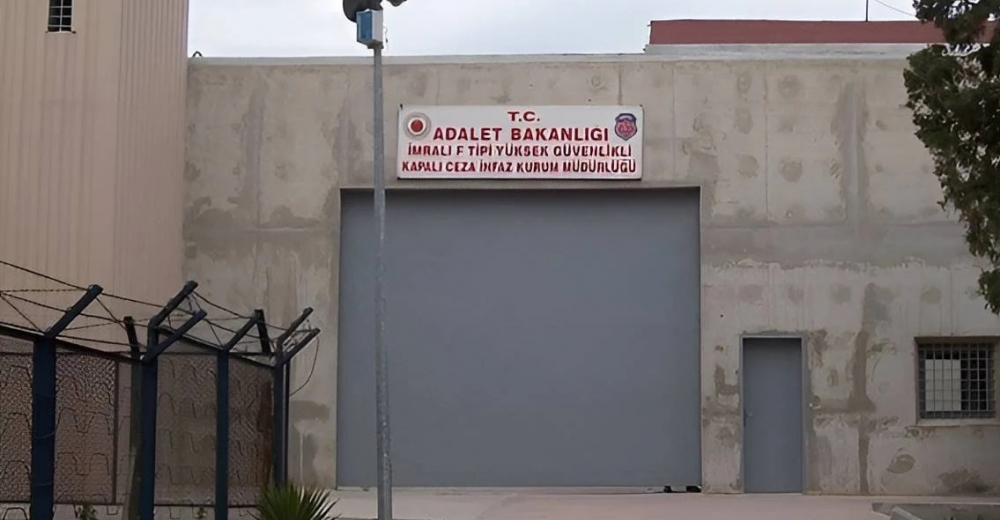 T.C.
ADALET BAKANLIĞI
İMRALI F TİPİ YÜKSEK GÜVENLİKLİ
KAPALI CEZA İNFAZ KURUM MÜDÜRLÜĞÜ